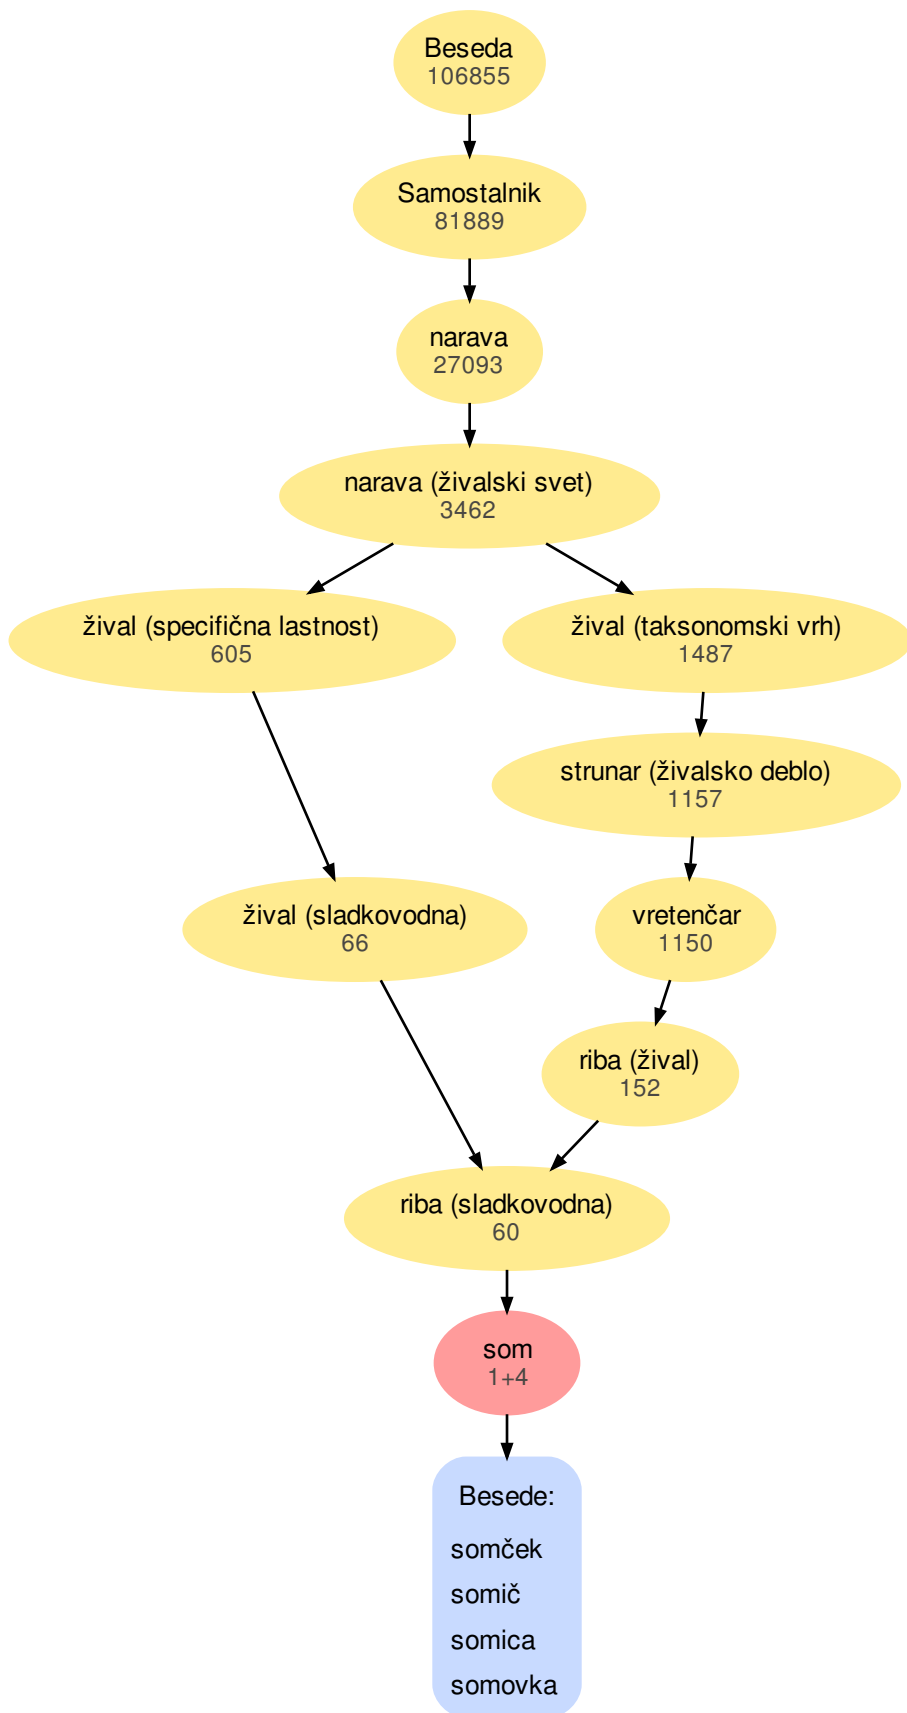 Beseda
106855
Samostalnik
81889
narava
27093
narava (živalski svet)
3462
žival (specifična lastnost)
605
žival (taksonomski vrh)
1487
strunar (živalsko deblo)
1157
žival (sladkovodna)
66
vretenčar
1150
riba (žival)
152
riba (sladkovodna)
60
som
1+4
Besede:
somček
somič
somica
somovka